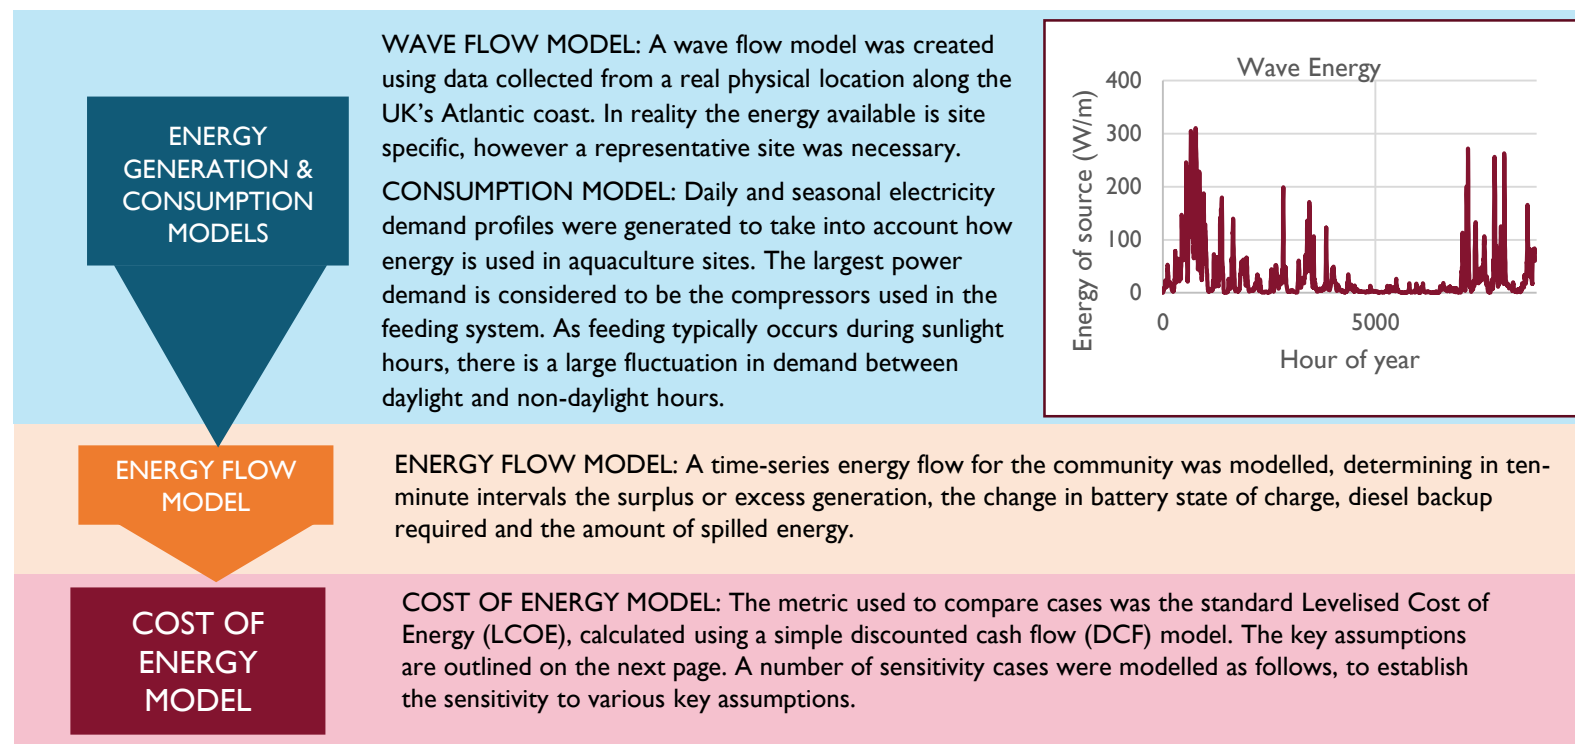 ENERGY
GENERATION &
CONSUMPTION
MODELS
WAVE FLOW MODEL: A wave flow model was created
using data collected from a real physical location along the
UK's Atlantic coast. In reality the energy available is site
specific, however a representative site was necessary.
CONSUMPTION MODEL: Daily and seasonal electricity
demand profiles were generated to take into account how
energy is used in aquaculture sites. The largest power
demand is considered to be the compressors used in the
feeding system. As feeding typically occurs during sunlight
hours, there is a large fluctuation in demand between
daylight and non-daylight hours.
Wave Energy
Energy of source (W/m)
400
300
200
100
0
0
5000
Hour of year
ENERGY FLOW
MODEL
ENERGY FLOW MODEL: A time-series energy flow for the community was modelled, determining in ten-
minute intervals the surplus or excess generation, the change in battery state of charge, diesel backup
required and the amount of spilled energy.
COST OF
ENERGY
MODEL
COST OF ENERGY MODEL: The metric used to compare cases was the standard Levelised Cost of
Energy (LCOE), calculated using a simple discounted cash flow (DCF) model. The key assumptions
are outlined on the next page. A number of sensitivity cases were modelled as follows, to establish
the sensitivity to various key assumptions.